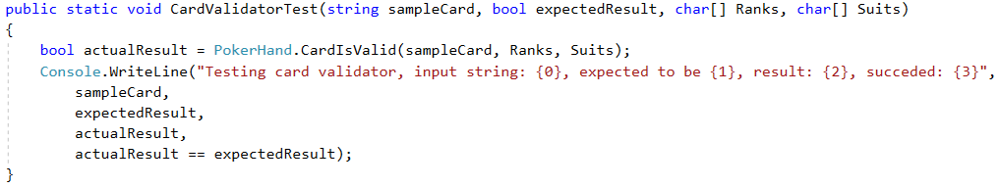 public static void CardValidatorTest(string sampleCard, bool expectedResult, char[] Ranks, char[] Suits)
{
bool actualResult = PokerHand.CardIsValid(sampleCard, Ranks, Suits);
Console.WriteLine("Testing card validator, input string: {0}, expected to be {1}, result: {2}, succeded: {3}",
sampleCard,
expectedResult,
actualResult,
actualResult == expectedResult);
}